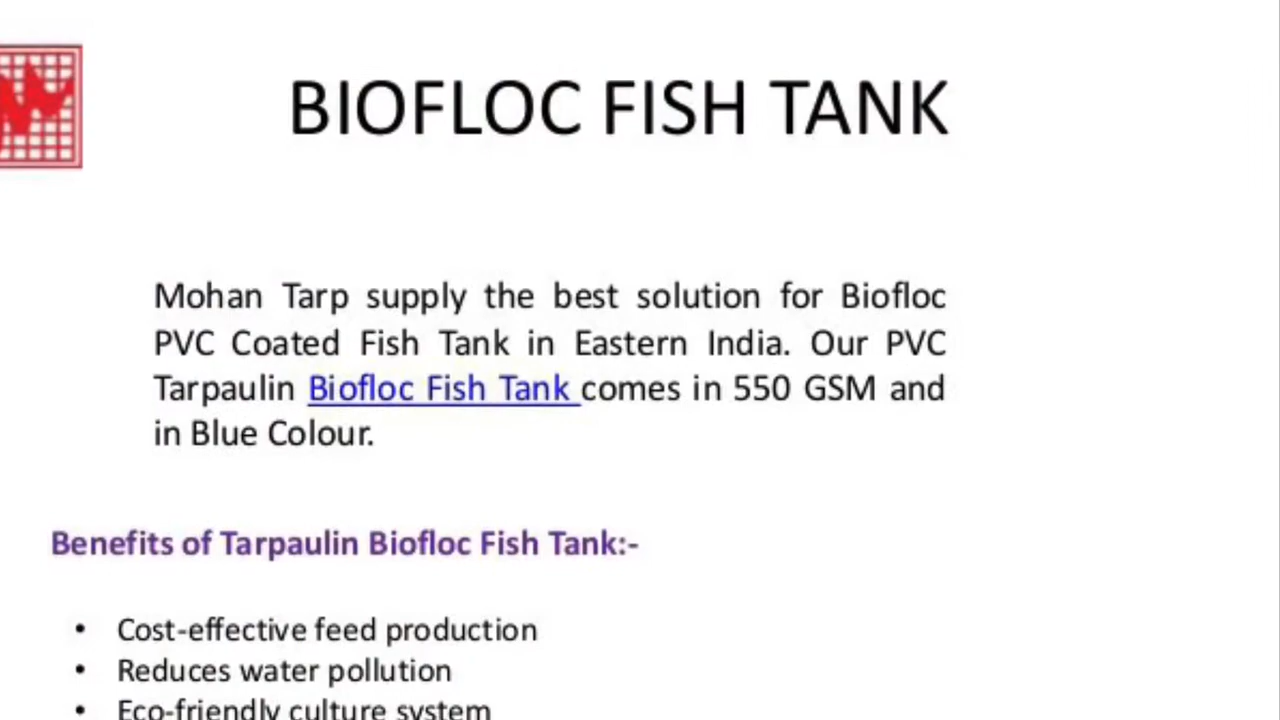 BIOFLOC FISH TANK
Mohan Tarp supply the best solution for Biofloc
PVC Coated Fish Tank in Eastern India. Our PVC
Tarpaulin Biofloc Fish Tank comes in 550 GSM and
in Blue Colour.
Benefits of Tarpaulin Biofloc Fish Tank:-
• Cost-effective feed production
• Reduces water pollution
• Eco-friendly culture system